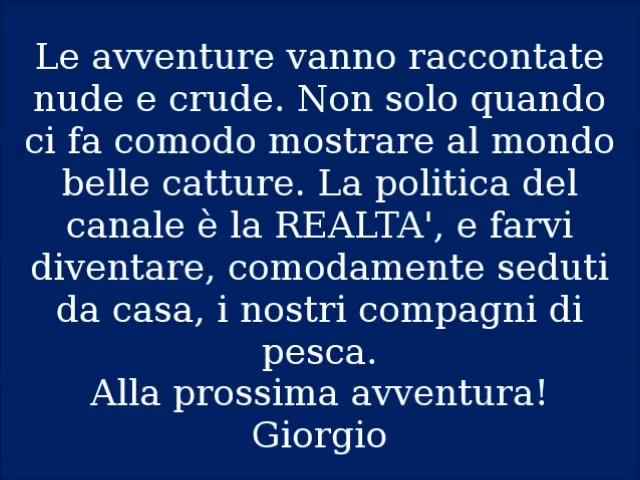 Le avventure vanno raccontate
nude e crude. Non solo quando
ci fa comodo mostrare al mondo
belle catture. La politica del
canale è la REALTA', e farvi
diventare, comodamente seduti
da casa, i nostri compagni di
pesca.
Alla prossima avventura!
Giorgio